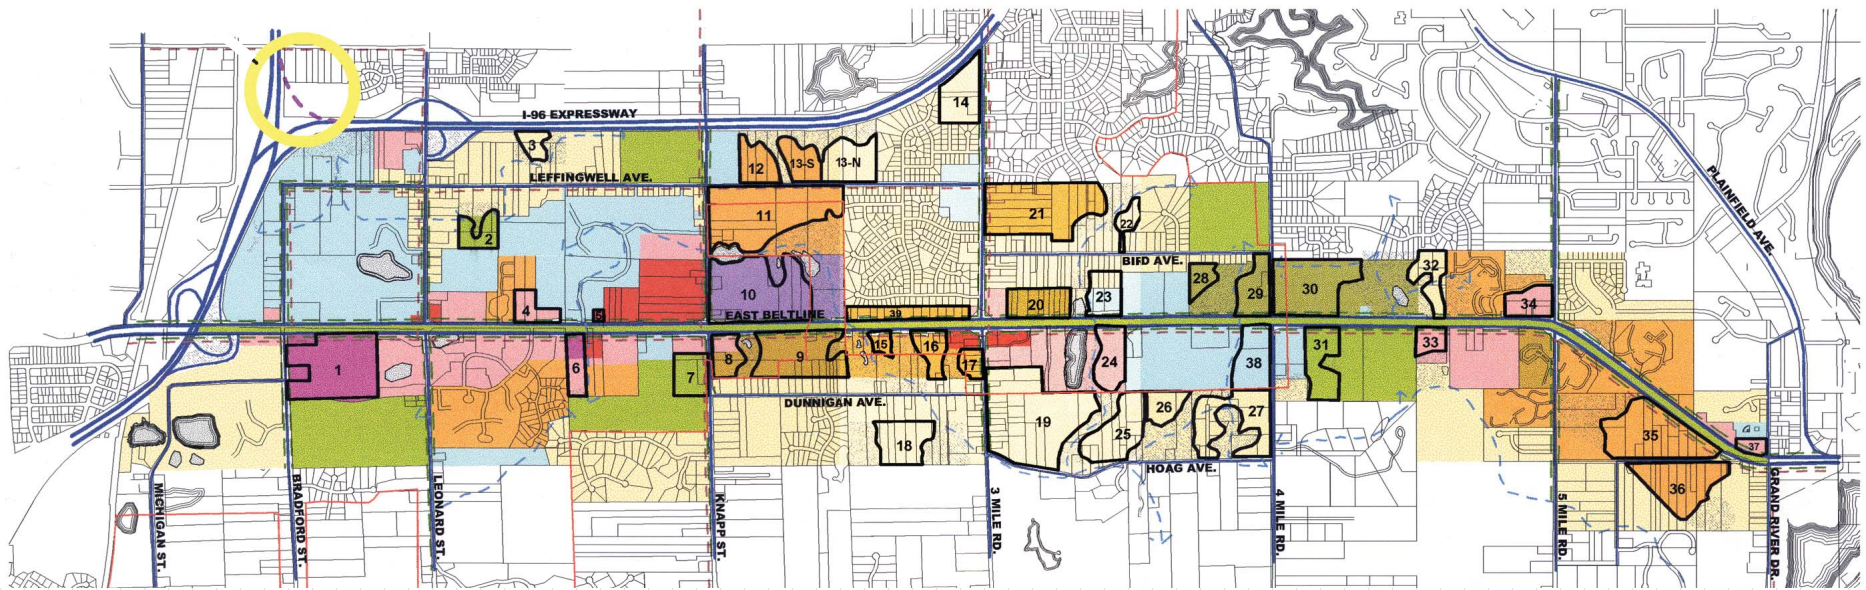 I-96 EXPRESSWAY
14
3
12
13-S
13-N
LEFFINGWELL AVE.
PLAINFIELD AVE.
2
11
21
22
BIRD AVE.
32
28
29
30
10
20
23
34
4
5
EAST BELTLINE
39
1
6
7
8
9
15
16
17
24
38
31
33
DUNNIGAN AVE.
19
26
27
25
18
35
37
HOAG AVE.
36
MICHIGAN ST.
BRADFORD ST.
LEONARD ST.
KNAPP ST.
3 MILE RD.
4 MILE RD.
5 MILE RD.
GRAND RIVER DR.